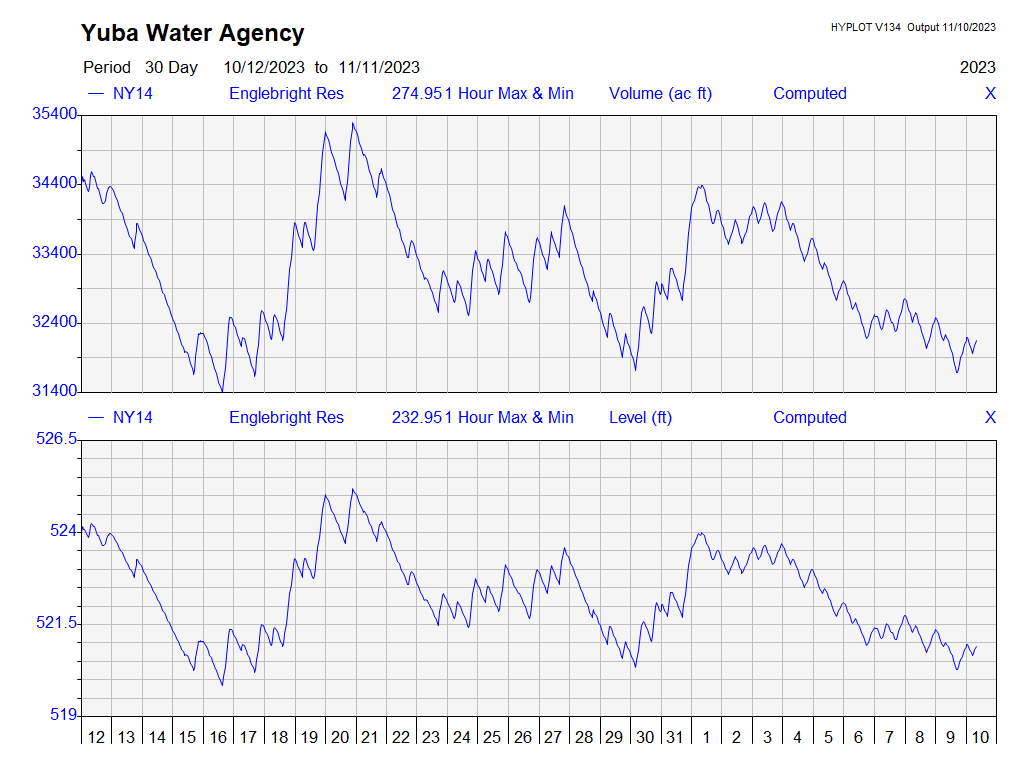 Yuba Water Agency
HYPLOT V134 Output 11/10/2023
Period 30 Day 10/12/2023 to 11/11/2023 2023
NY14 Englebright Res 274.951 Hour Max & Min Volume (ac ft) Computed X
35400
34400
33400
32400
31400
NY14 Englebright Res 232.951 Hour Max & Min Level (ft) Computed X
526.5
524
521.5
519
12 13 14 15 16 17 18 19 20 21 22 23 24 25 26 27 28 29 30 31 1 2 3 4 5 6 7 8 9 10